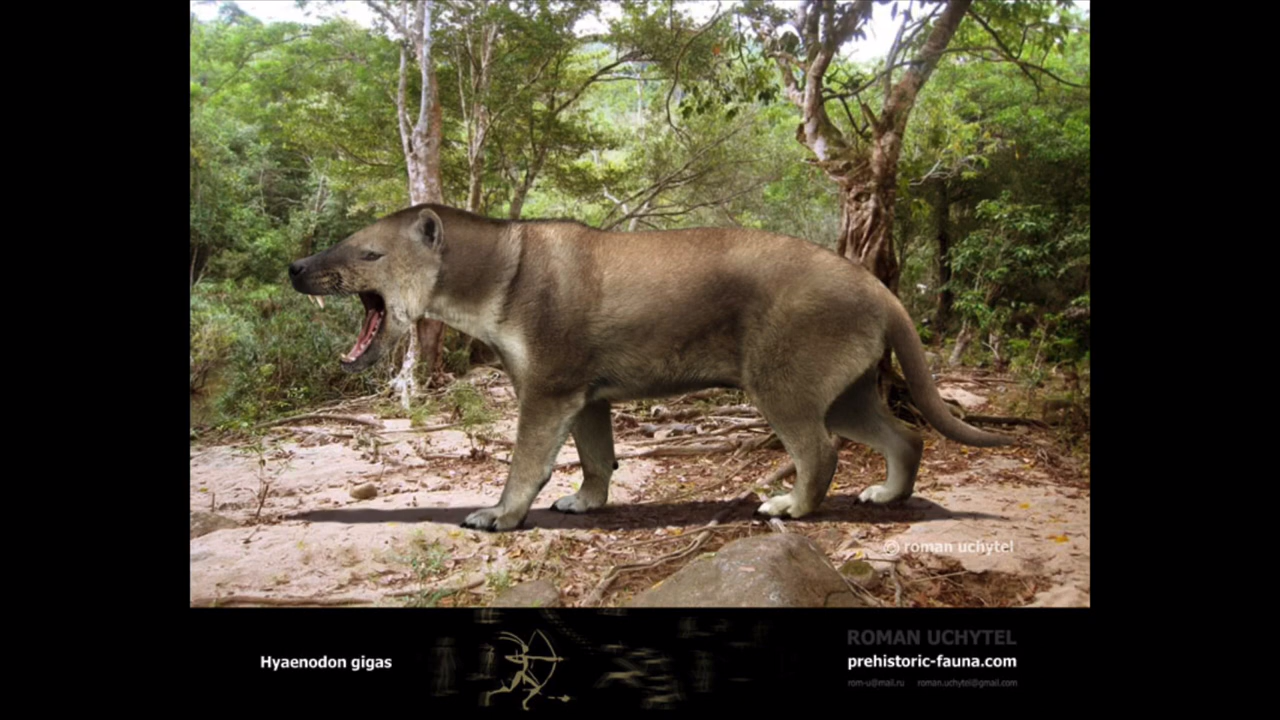 © roman uchytel
Hyaenodon gigas
ROMAN UCHYTEL
prehistoric-fauna.com
rom-u@mail.ru roman.uchytel@gmail.com